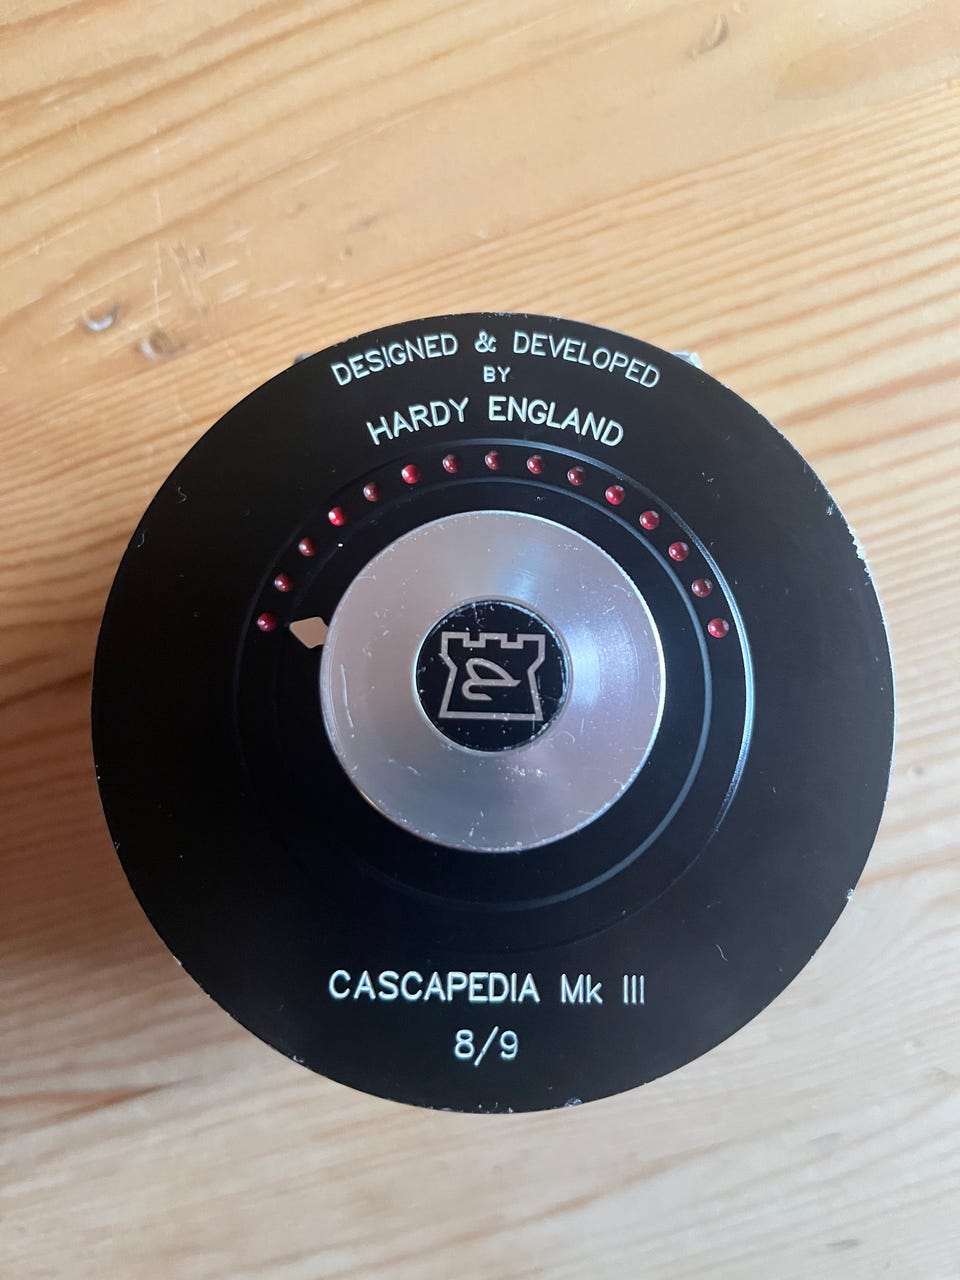 DESIGNED & DEVELOPED
BY
HARDY ENGLAND
CASCAPEDIA Mk III
8/9